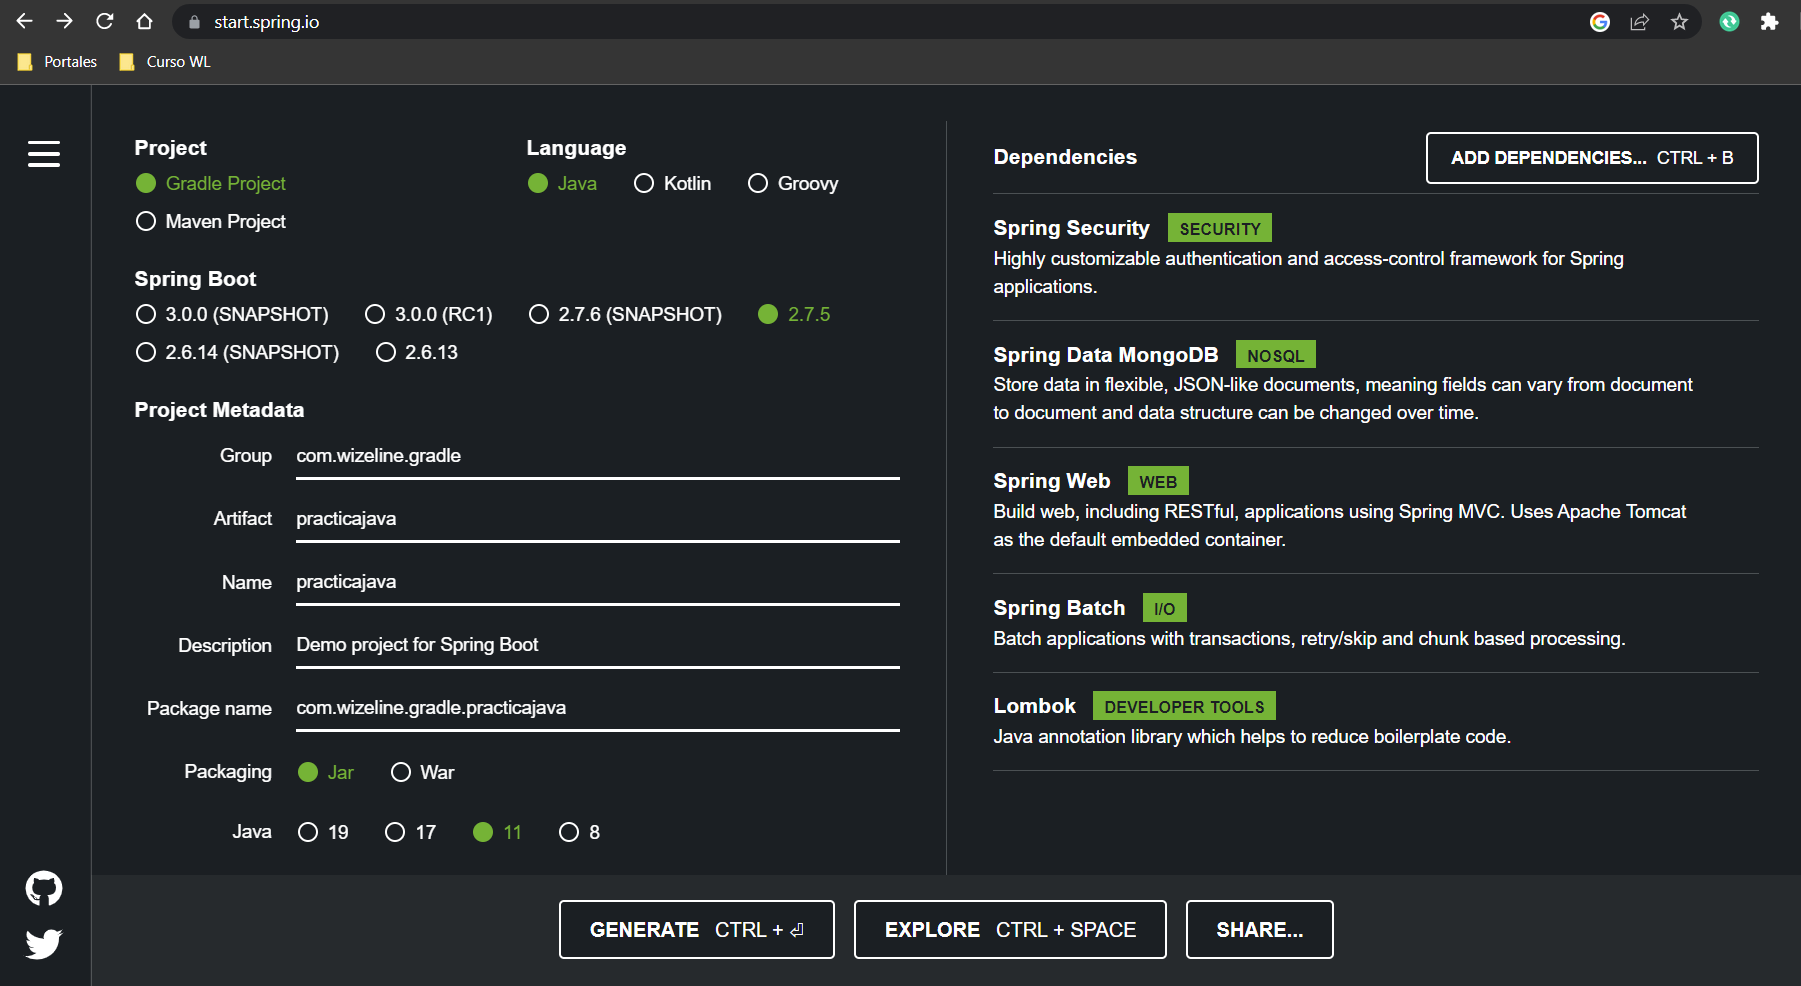 start.spring.io
Portales
Curso WL
Project
Gradle Project
Maven Project
Language
Java Kotlin Groovy
Spring Boot
3.0.0 (SNAPSHOT) 3.0.0 (RC1) 2.7.6 (SNAPSHOT) 2.7.5
2.6.14 (SNAPSHOT) 2.6.13
Project Metadata
Group com.wizeline.gradle
Artifact practicajava
Name practicajava
Description Demo project for Spring Boot
Package name com.wizeline.gradle.practicajava
Packaging Jar War
Java 19 17 11 8
Dependencies
ADD DEPENDENCIES... CTRL + B
Spring Security SECURITY
Highly customizable authentication and access-control framework for Spring
applications.
Spring Data MongoDB NOSQL
Store data in flexible, JSON-like documents, meaning fields can vary from document
to document and data structure can be changed over time.
Spring Web WEB
Build web, including RESTful, applications using Spring MVC. Uses Apache Tomcat
as the default embedded container.
Spring Batch I/O
Batch applications with transactions, retry/skip and chunk based processing.
Lombok DEVELOPER TOOLS
Java annotation library which helps to reduce boilerplate code.
GENERATE CTRL + ⏎
EXPLORE CTRL + SPACE
SHARE...